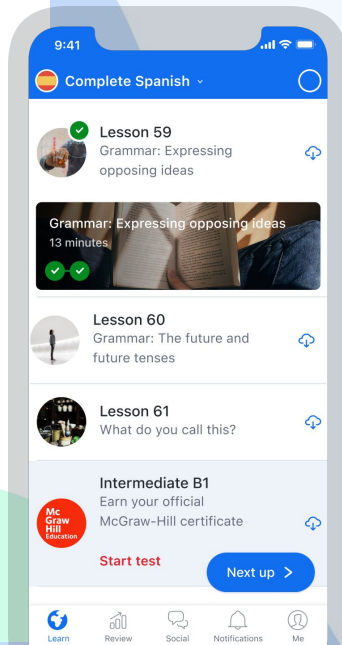 9:41
Complete Spanish
Lesson 59
Grammar: Expressing
opposing ideas
Grammar: Expressing opposing ideas
13 minutes
Lesson 60
Grammar: The future and
future tenses
Lesson 61
What do you call this?
Intermediate B1
Earn your official
McGraw-Hill certificate
Mc
Graw
Hill
Education
Start test
Next up
Learn
Review
Social
Notifications
Me